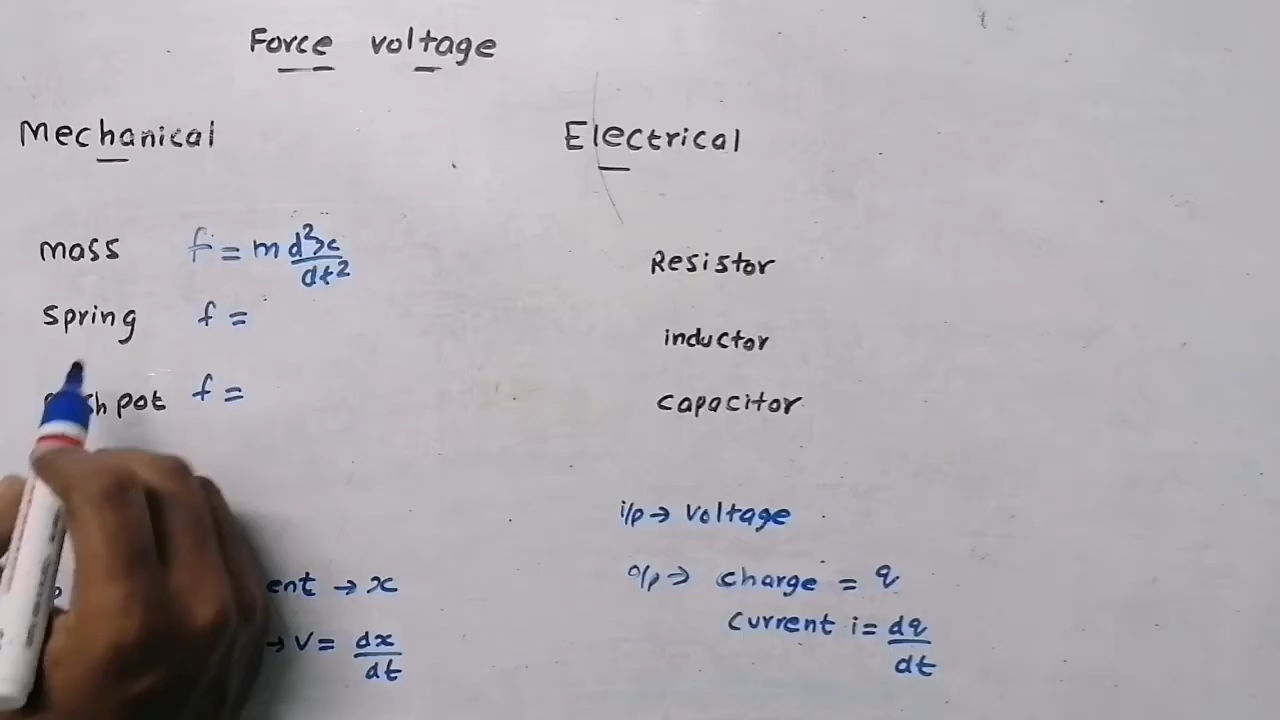 Force voltage
Mechanical
Electrical
mass f = m d²x/dt²
spring f =
pot f =
ent → x
→ v = dx/dt
Resistor
inductor
capacitor
i/p → voltage
o/p → charge = q
current i = dq/dt